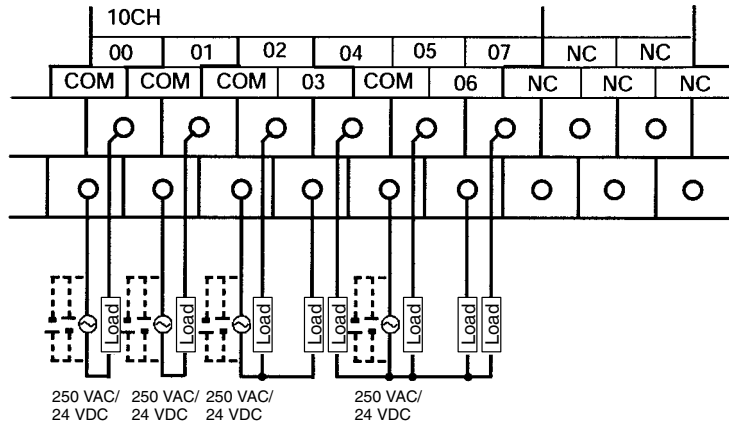 10CH
00 01 02 04 05 07 NC NC
COM COM COM 03 COM 06 NC NC NC
Load Load Load Load Load Load Load Load
250 VAC/ 250 VAC/ 250 VAC/ 250 VAC/
24 VDC 24 VDC 24 VDC 24 VDC